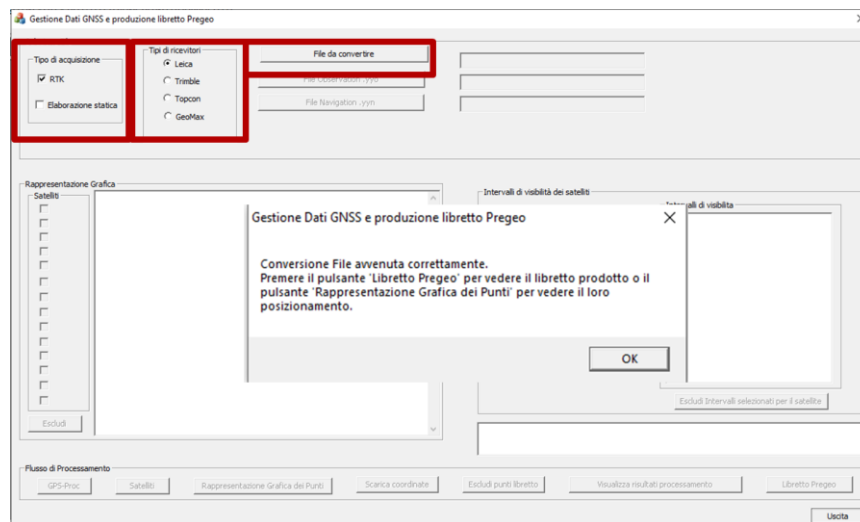 Gestione Dati GNSS e produzione libretto Pregeo
Tipo di acquisizione
RTK
Elaborazione statica
Tipi di ricevitori
Leica
Trimble
Topcon
GeoMax
File da convertire
File Observation .yyo
File Navigation .yyn
Rappresentazione Grafica
Satelliti
Escludi
Intervalli di visibilità dei satelliti
Intervalli di visibilita
Gestione Dati GNSS e produzione libretto Pregeo
Conversione File avvenuta correttamente.
Premere il pulsante 'Libretto Pregeo' per vedere il libretto prodotto o il
pulsante 'Rappresentazione Grafica dei Punti' per vedere il loro
posizionamento.
OK
Escludi Intervalli selezionati per il satellite
Flusso di Processamento
GPS-Proc
Satelliti
Rappresentazione Grafica dei Punti
Scarica coordinate
Escludi punti libretto
Visualizza risultati processamento
Libretto Pregeo
Uscita